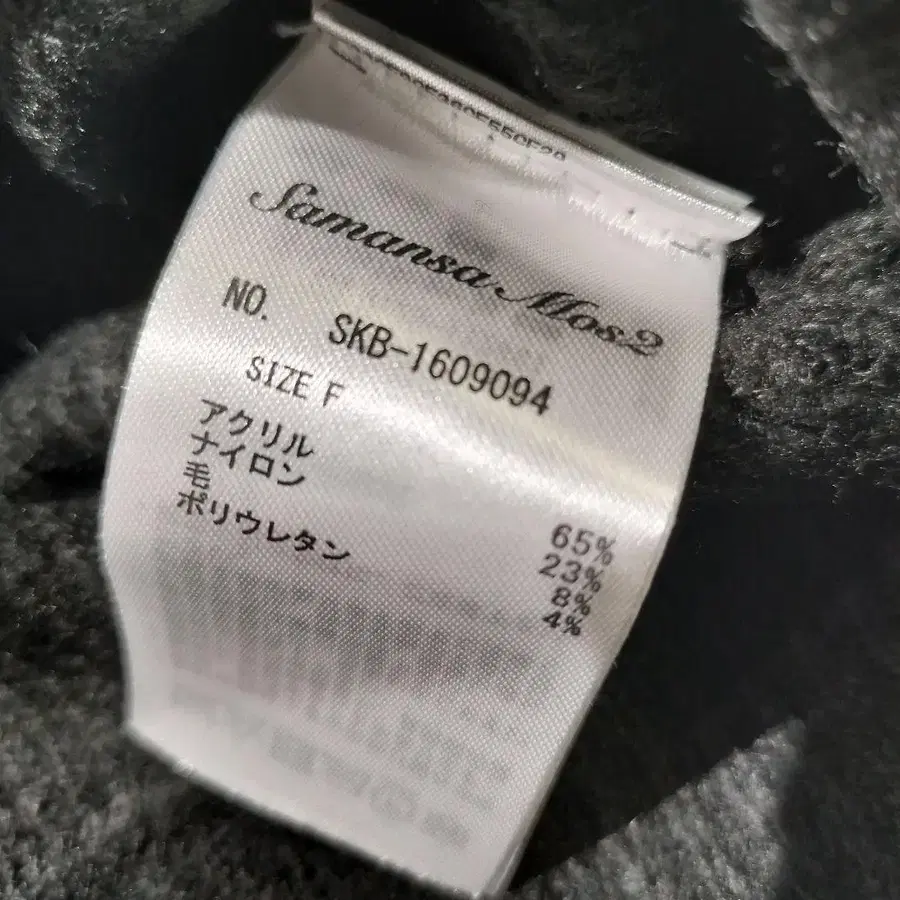 Samansa Mos2
NO. SKB-1609094
SIZE F
アクリル 65%
ナイロン 23%
毛 8%
ポリウレタン 4%